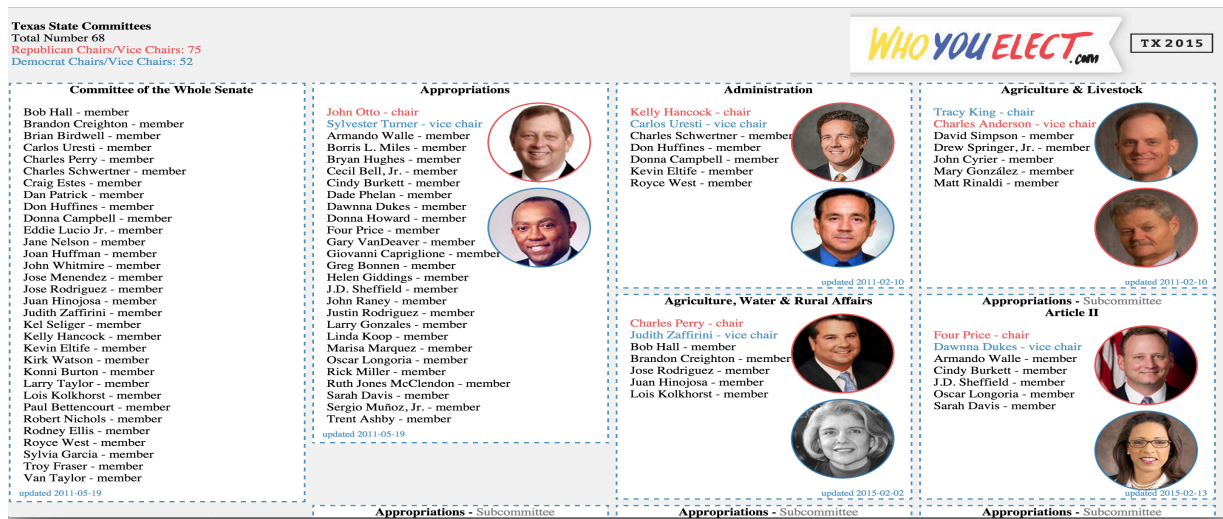 Texas State Committees
Total Number 68
Republican Chairs/Vice Chairs: 75
Democrat Chairs/Vice Chairs: 52
WHO YOU ELECT.com
TX 2015
Committee of the Whole Senate
Bob Hall - member
Brandon Creighton - member
Brian Birdwell - member
Carlos Uresti - member
Charles Perry - member
Charles Schwertner - member
Craig Estes - member
Dan Patrick - member
Don Huffines - member
Donna Campbell - member
Eddie Lucio Jr. - member
Jane Nelson - member
Joan Huffman - member
John Whitmire - member
Jose Menendez - member
Jose Rodriguez - member
Juan Hinojosa - member
Judith Zaffirini - member
Kel Seliger - member
Kelly Hancock - member
Kevin Eltife - member
Kirk Watson - member
Konni Burton - member
Larry Taylor - member
Lois Kolkhorst - member
Paul Bettencourt - member
Robert Nichols - member
Rodney Ellis - member
Royce West - member
Sylvia Garcia - member
Troy Fraser - member
Van Taylor - member
updated 2011-05-19
Appropriations
John Otto - chair
Sylvester Turner - vice chair
Armando Walle - member
Borris L. Miles - member
Bryan Hughes - member
Cecil Bell, Jr. - member
Cindy Burkett - member
Dade Phelan - member
Dawnna Dukes - member
Donna Howard - member
Four Price - member
Gary VanDeaver - member
Giovanni Capriglione - member
Greg Bonnen - member
Helen Giddings - member
J.D. Sheffield - member
John Raney - member
Justin Rodriguez - member
Larry Gonzales - member
Linda Koop - member
Marisa Marquez - member
Oscar Longoria - member
Rick Miller - member
Ruth Jones McClendon - member
Sarah Davis - member
Sergio Muñoz, Jr. - member
Trent Ashby - member
updated 2011-05-19
Administration
Kelly Hancock - chair
Carlos Uresti - vice chair
Charles Schwertner - member
Don Huffines - member
Donna Campbell - member
Kevin Eltife - member
Royce West - member
updated 2011-02-10
Agriculture & Livestock
Tracy King - chair
Charles Anderson - vice chair
David Simpson - member
Drew Springer, Jr. - member
John Cyrier - member
Mary González - member
Matt Rinaldi - member
updated 2011-02-10
Agriculture, Water & Rural Affairs
Charles Perry - chair
Judith Zaffirini - vice chair
Bob Hall - member
Brandon Creighton - member
Jose Rodriguez - member
Juan Hinojosa - member
Lois Kolkhorst - member
updated 2015-02-02
Appropriations - Subcommittee
Article II
Four Price - chair
Dawnna Dukes - vice chair
Armando Walle - member
Cindy Burkett - member
J.D. Sheffield - member
Oscar Longoria - member
Sarah Davis - member
updated 2015-02-13
Appropriations - Subcommittee
Appropriations - Subcommittee
Appropriations - Subcommittee